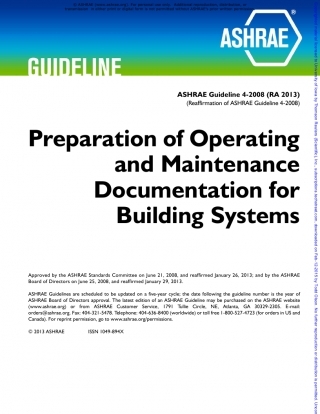 ASHRAE®
GUIDELINE
ASHRAE Guideline 4-2008 (RA 2013)
(Reaffirmation of ASHRAE Guideline 4-2008)
Preparation of Operating
and Maintenance
Documentation for
Building Systems
Approved by the ASHRAE Standards Committee on June 21, 2008, and reaffirmed January 26, 2013; and by the ASHRAE
Board of Directors on June 25, 2008, and reaffirmed January 29, 2013.
ASHRAE Guidelines are scheduled to be updated on a five-year cycle; the date following the guideline number is the year of
ASHRAE Board of Directors approval. The latest edition of an ASHRAE Guideline may be purchased on the ASHRAE website
(www.ashrae.org) or from ASHRAE Customer Service, 1791 Tullie Circle, NE, Atlanta, GA 30329-2305. E-mail:
orders@ashrae.org. Fax: 404-321-5478. Telephone: 404-636-8400 (worldwide) or toll free 1-800-527-4723 (for orders in US and
Canada). For reprint permission, go to www.ashrae.org/permissions.
© 2013 ASHRAE ISSN 1049-894X